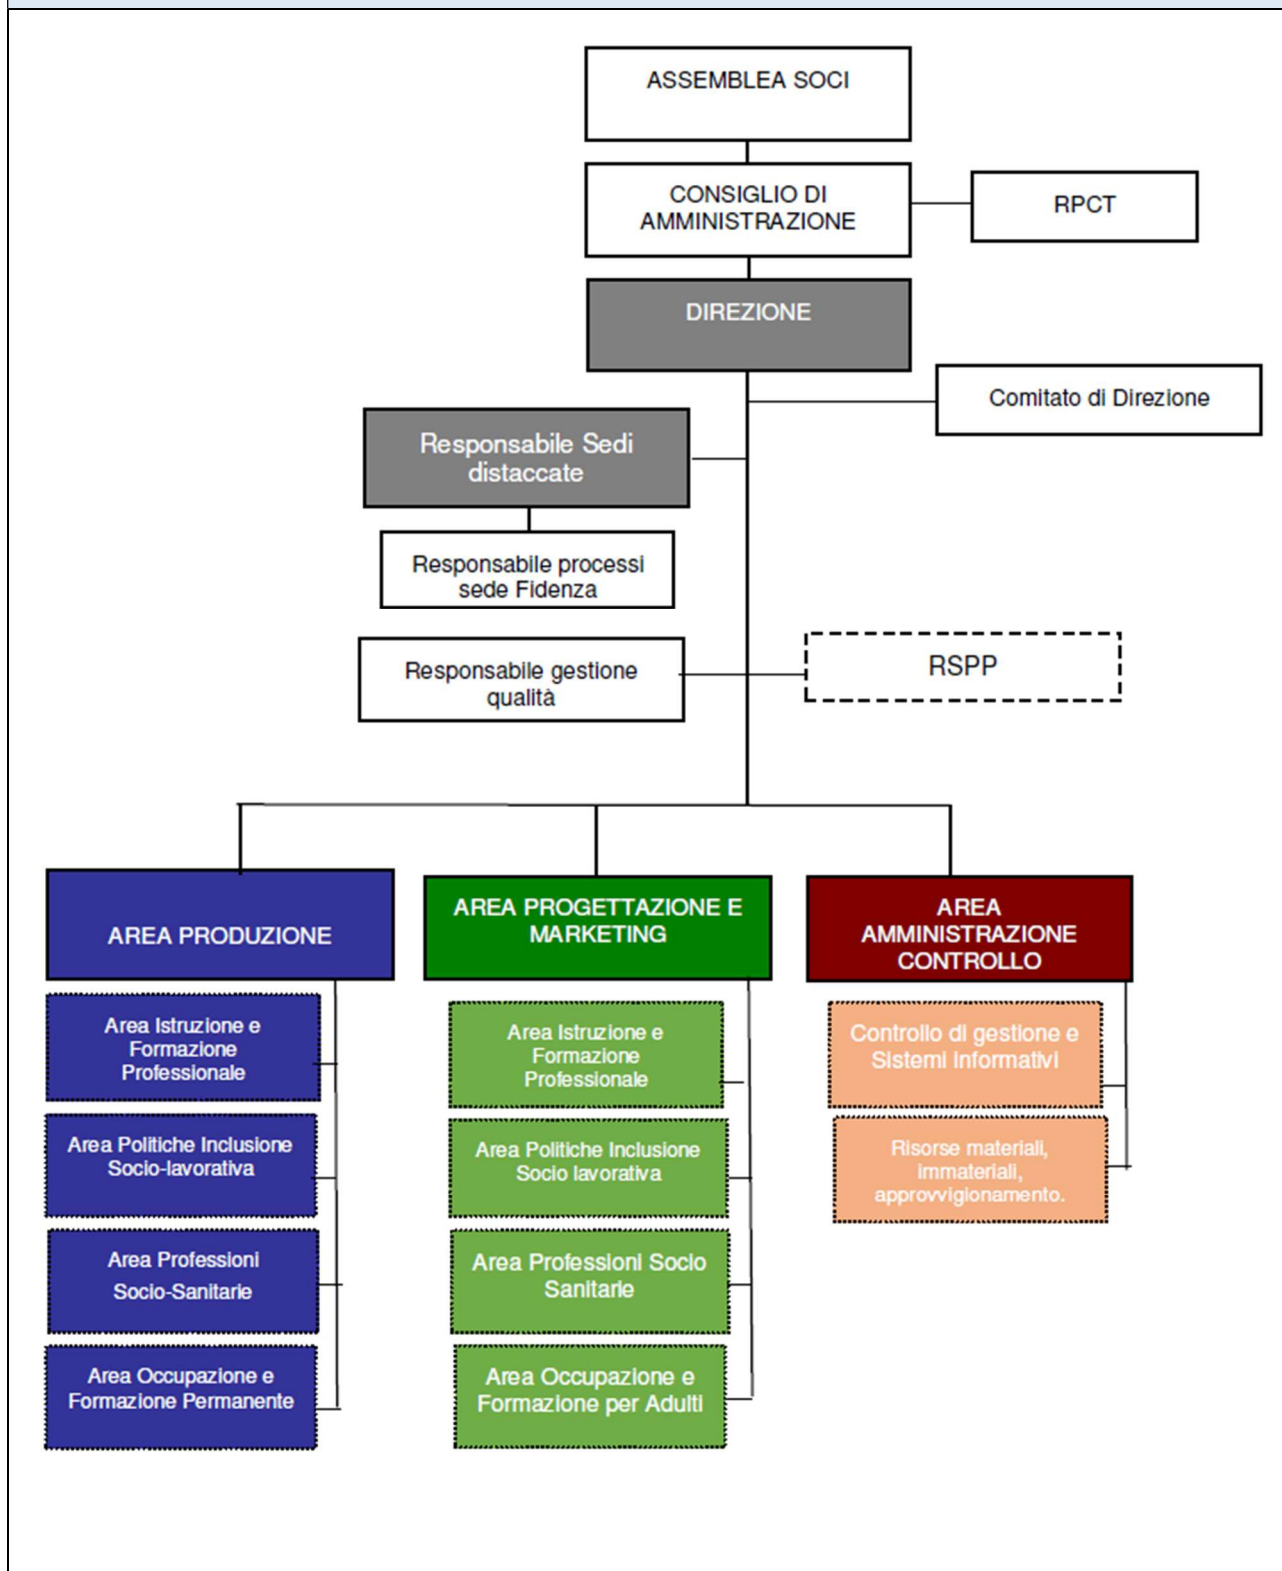 ASSEMBLEA SOCI
CONSIGLIO DI
AMMINISTRAZIONE
RPCT
DIREZIONE
Comitato di Direzione
Responsabile Sedi
distaccate
Responsabile processi
sede Fidenza
Responsabile gestione
qualità
RSPP
AREA PRODUZIONE
Area Istruzione e
Formazione
Professionale
Area Politiche Inclusione
Socio-lavorativa
Area Professioni
Socio-Sanitarie
Area Occupazione e
Formazione Permanente
AREA PROGETTAZIONE E
MARKETING
Area Istruzione e
Formazione
Professionale
Area Politiche Inclusione
Socio lavorativa
Area Professioni Socio
Sanitarie
Area Occupazione e
Formazione per Adulti
AREA
AMMINISTRAZIONE
CONTROLLO
Controllo di gestione e
Sistemi Informativi
Risorse materiali,
immateriali,
approvvigionamento.